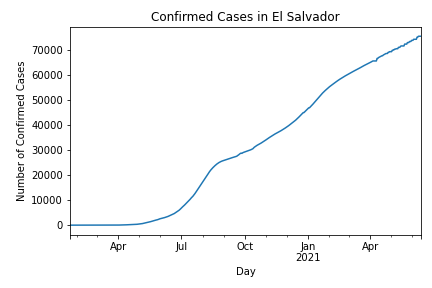 Confirmed Cases in El Salvador
Number of Confirmed Cases
70000
60000
50000
40000
30000
20000
10000
0
Apr Jul Oct Jan Apr
2021
Day